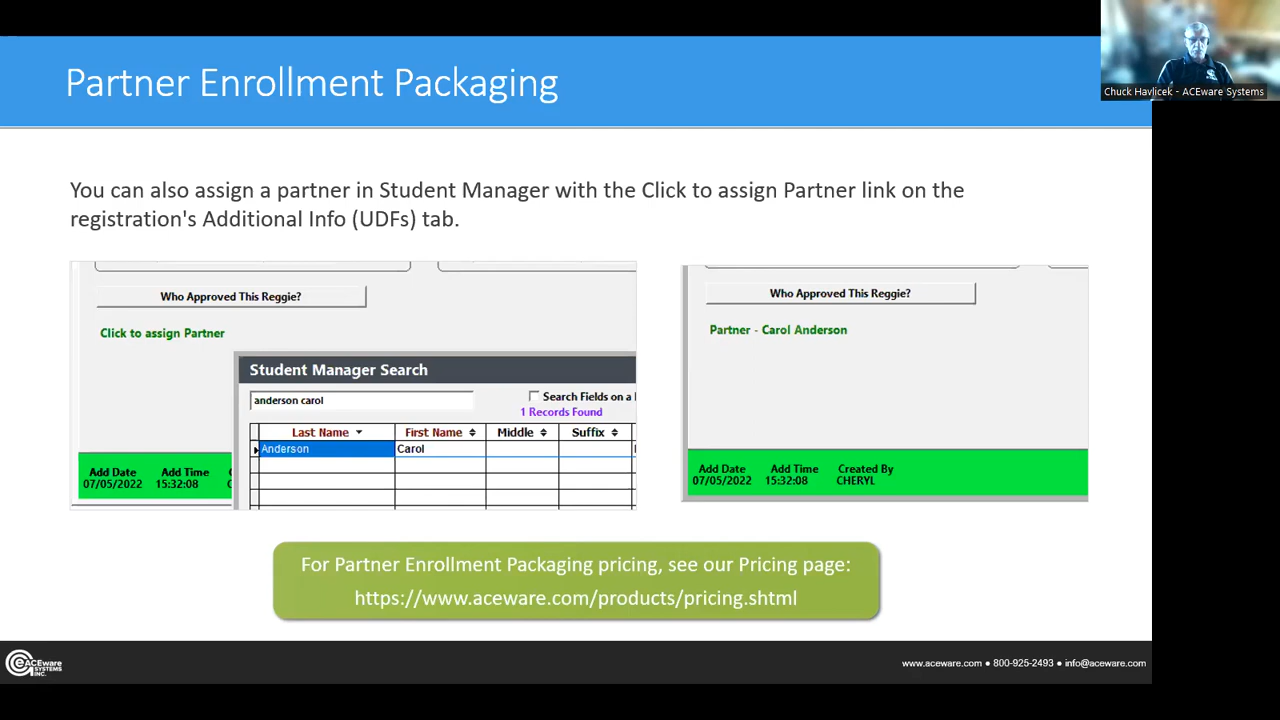 Partner Enrollment Packaging
Chuck Havlicek - ACEware Systems
You can also assign a partner in Student Manager with the Click to assign Partner link on the
registration's Additional Info (UDFs) tab.
Who Approved This Reggie?
Click to assign Partner
Student Manager Search
anderson carol
Search Fields on a
1 Records Found
Last Name First Name Middle Suffix
Anderson Carol
Add Date Add Time
07/05/2022 15:32:08
Who Approved This Reggie?
Partner - Carol Anderson
Add Date Add Time Created By
07/05/2022 15:32:08 CHERYL
For Partner Enrollment Packaging pricing, see our Pricing page:
https://www.aceware.com/products/pricing.shtml
ACEware
SYSTEMS
INC.
www.aceware.com ● 800-925-2493 ● info@aceware.com